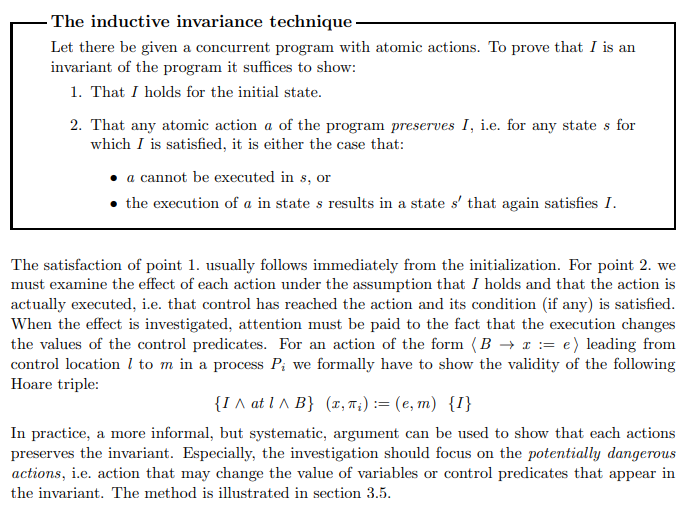 The inductive invariance technique
Let there be given a concurrent program with atomic actions. To prove that I is an
invariant of the program it suffices to show:
1. That I holds for the initial state.
2. That any atomic action a of the program preserves I, i.e. for any state s for
which I is satisfied, it is either the case that:
• a cannot be executed in s, or
• the execution of a in state s results in a state s′ that again satisfies I.
The satisfaction of point 1. usually follows immediately from the initialization. For point 2. we
must examine the effect of each action under the assumption that I holds and that the action is
actually executed, i.e. that control has reached the action and its condition (if any) is satisfied.
When the effect is investigated, attention must be paid to the fact that the execution changes
the values of the control predicates. For an action of the form ⟨ B → x := e ⟩ leading from
control location l to m in a process Pᵢ we formally have to show the validity of the following
Hoare triple:
{I ∧ at l ∧ B} (x, πᵢ) := (e, m) {I}
In practice, a more informal, but systematic, argument can be used to show that each actions
preserves the invariant. Especially, the investigation should focus on the potentially dangerous
actions, i.e. action that may change the value of variables or control predicates that appear in
the invariant. The method is illustrated in section 3.5.